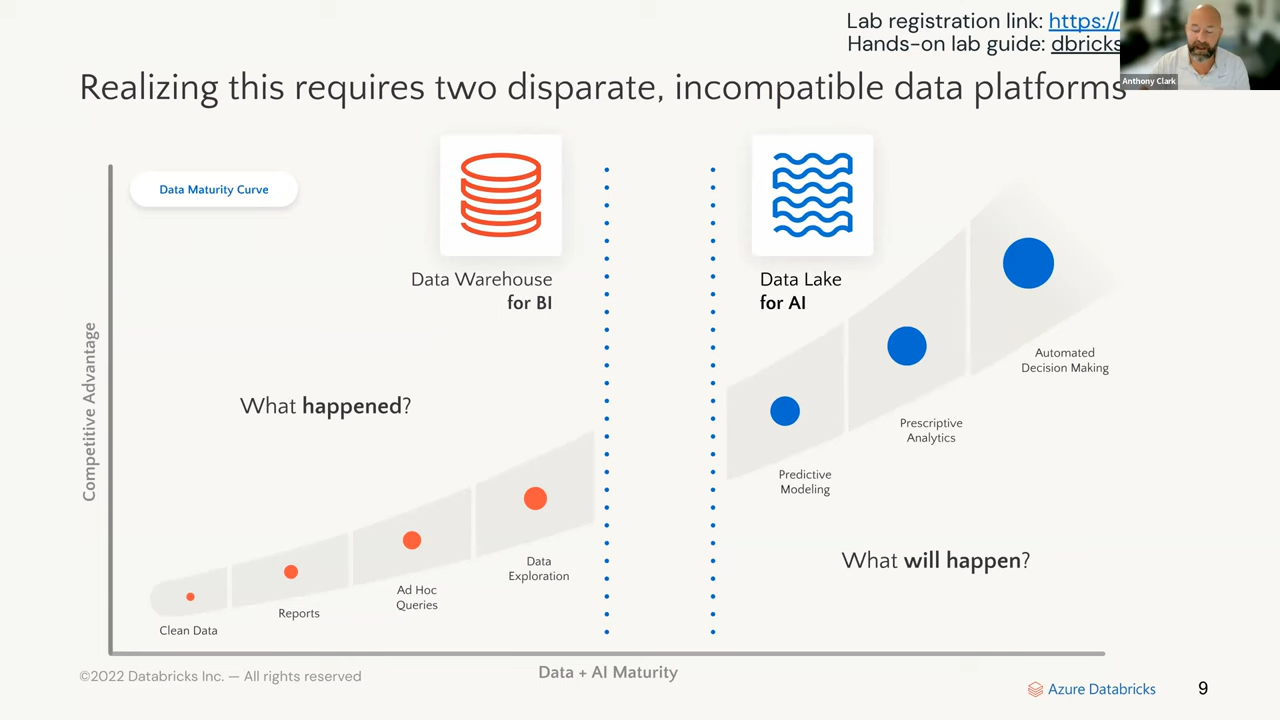 Lab registration link: https://
Hands-on lab guide: dbricks
Anthony Clark
Realizing this requires two disparate, incompatible data platforms
Data Maturity Curve
Data Warehouse
for BI
Data Lake
for AI
Competitive Advantage
What happened?
What will happen?
Clean Data
Reports
Ad Hoc
Queries
Data
Exploration
Predictive
Modeling
Prescriptive
Analytics
Automated
Decision Making
Data + AI Maturity
©2022 Databricks Inc. — All rights reserved
Azure Databricks
9